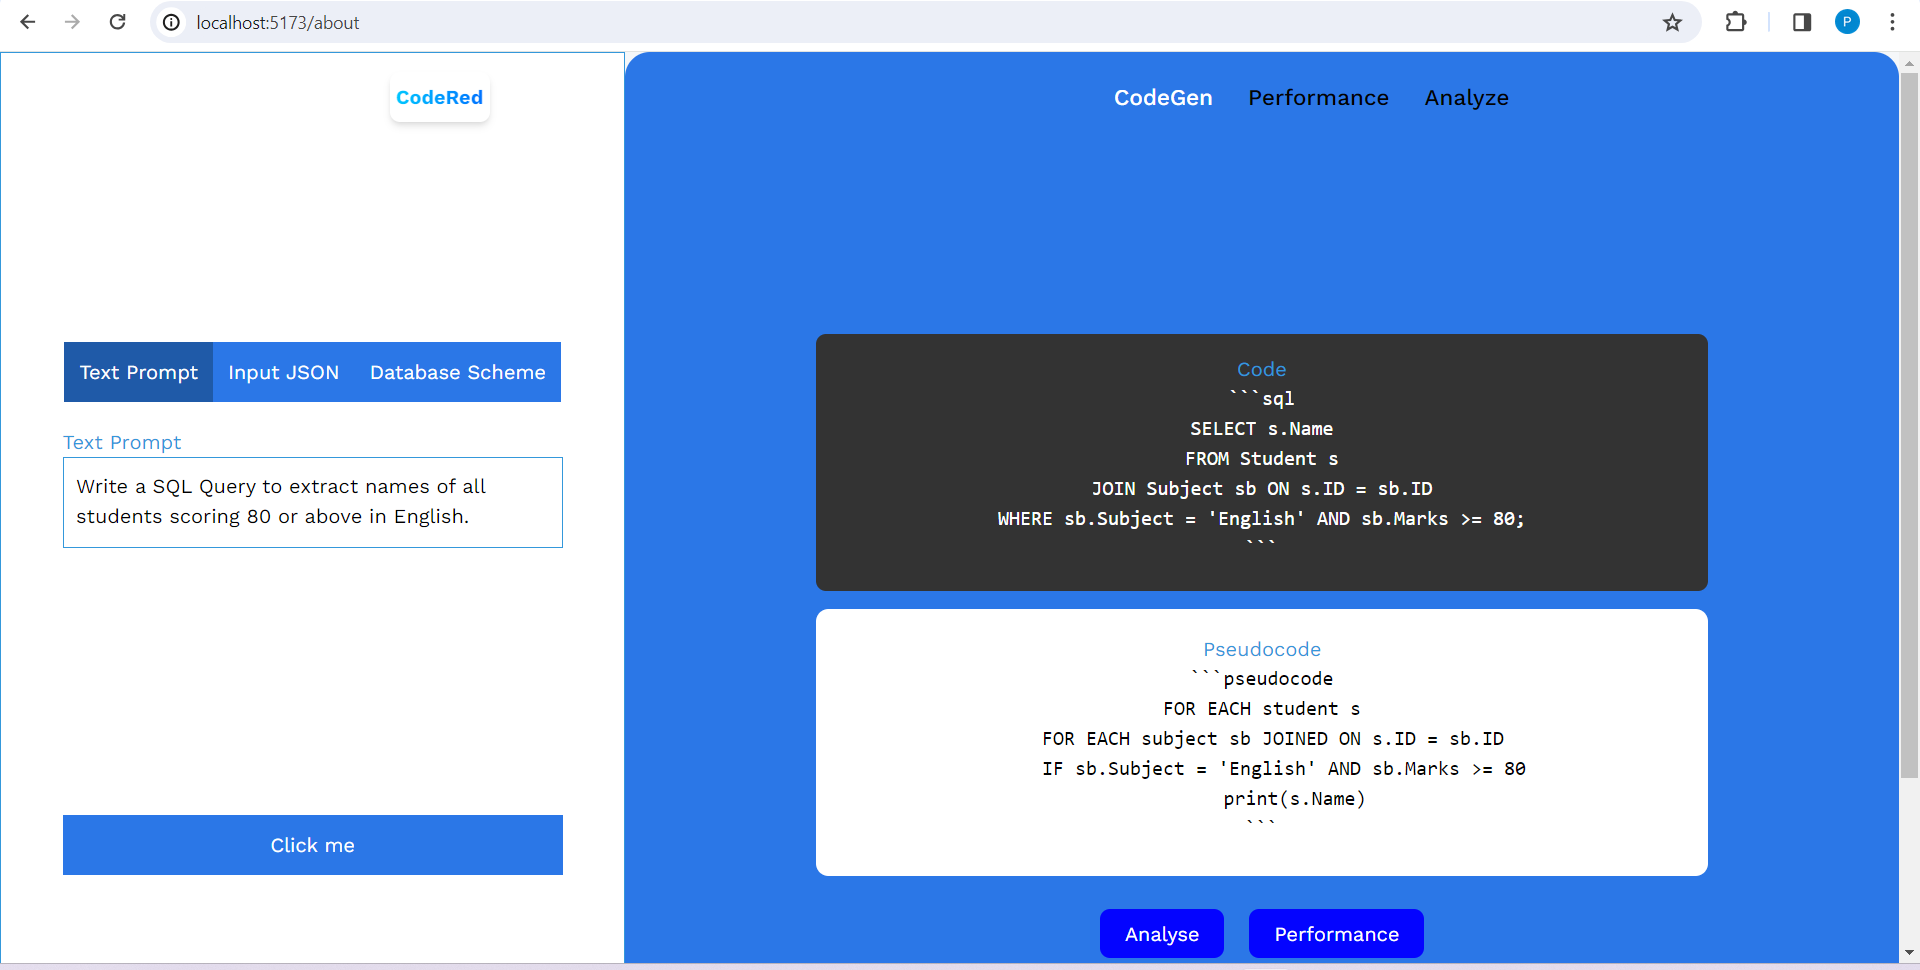 localhost:5173/about
P
CodeRed
CodeGen Performance Analyze
Text Prompt Input JSON Database Scheme
Text Prompt
Write a SQL Query to extract names of all
students scoring 80 or above in English.
Click me
Code
```sql
SELECT s.Name
FROM Student s
JOIN Subject sb ON s.ID = sb.ID
WHERE sb.Subject = 'English' AND sb.Marks >= 80;
```
Pseudocode
```pseudocode
FOR EACH student s
FOR EACH subject sb JOINED ON s.ID = sb.ID
IF sb.Subject = 'English' AND sb.Marks >= 80
print(s.Name)
```
Analyse Performance